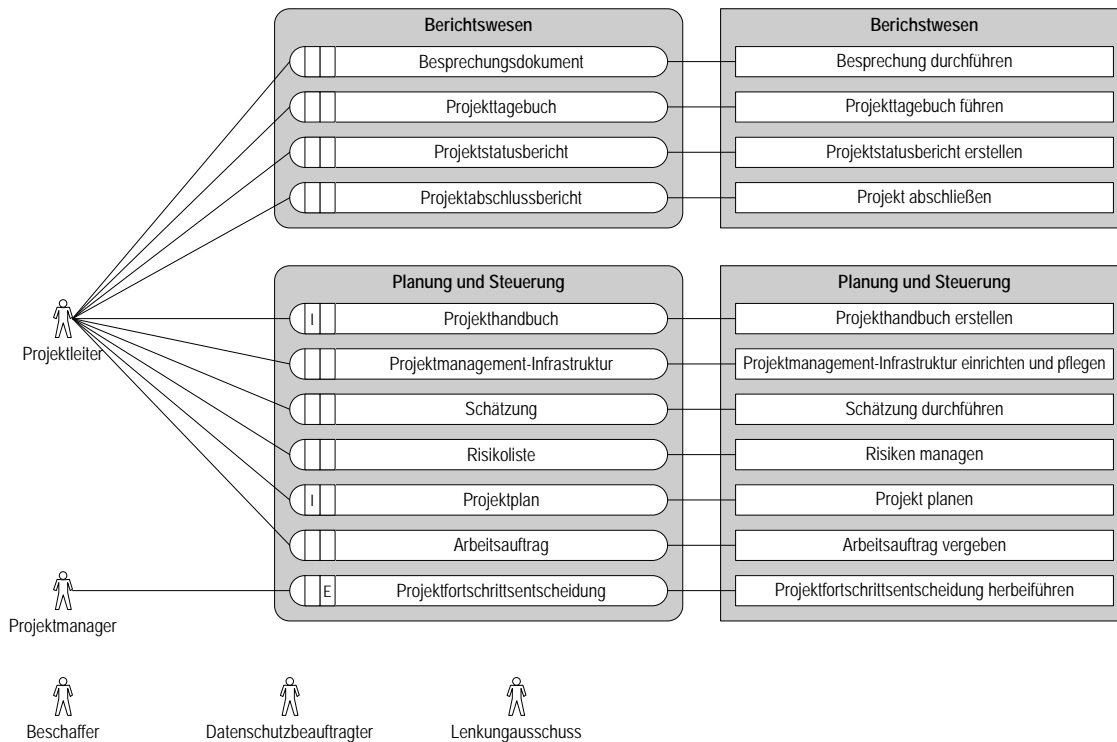 Berichtswesen
Berichstwesen
Besprechungsdokument
Besprechung durchführen
Projekttagebuch
Projekttagebuch führen
Projektstatusbericht
Projektstatusbericht erstellen
Projektabschlussbericht
Projekt abschließen
Planung und Steuerung
Planung und Steuerung
I
Projekthandbuch
Projekthandbuch erstellen
Projektleiter
Projektmanagement-Infrastruktur
Projektmanagement-Infrastruktur einrichten und pflegen
Schätzung
Schätzung durchführen
Risikoliste
Risiken managen
I
Projektplan
Projekt planen
Arbeitsauftrag
Arbeitsauftrag vergeben
E
Projektfortschrittsentscheidung
Projektfortschrittsentscheidung herbeiführen
Projektmanager
Beschaffer
Datenschutzbeauftragter
Lenkungausschuss